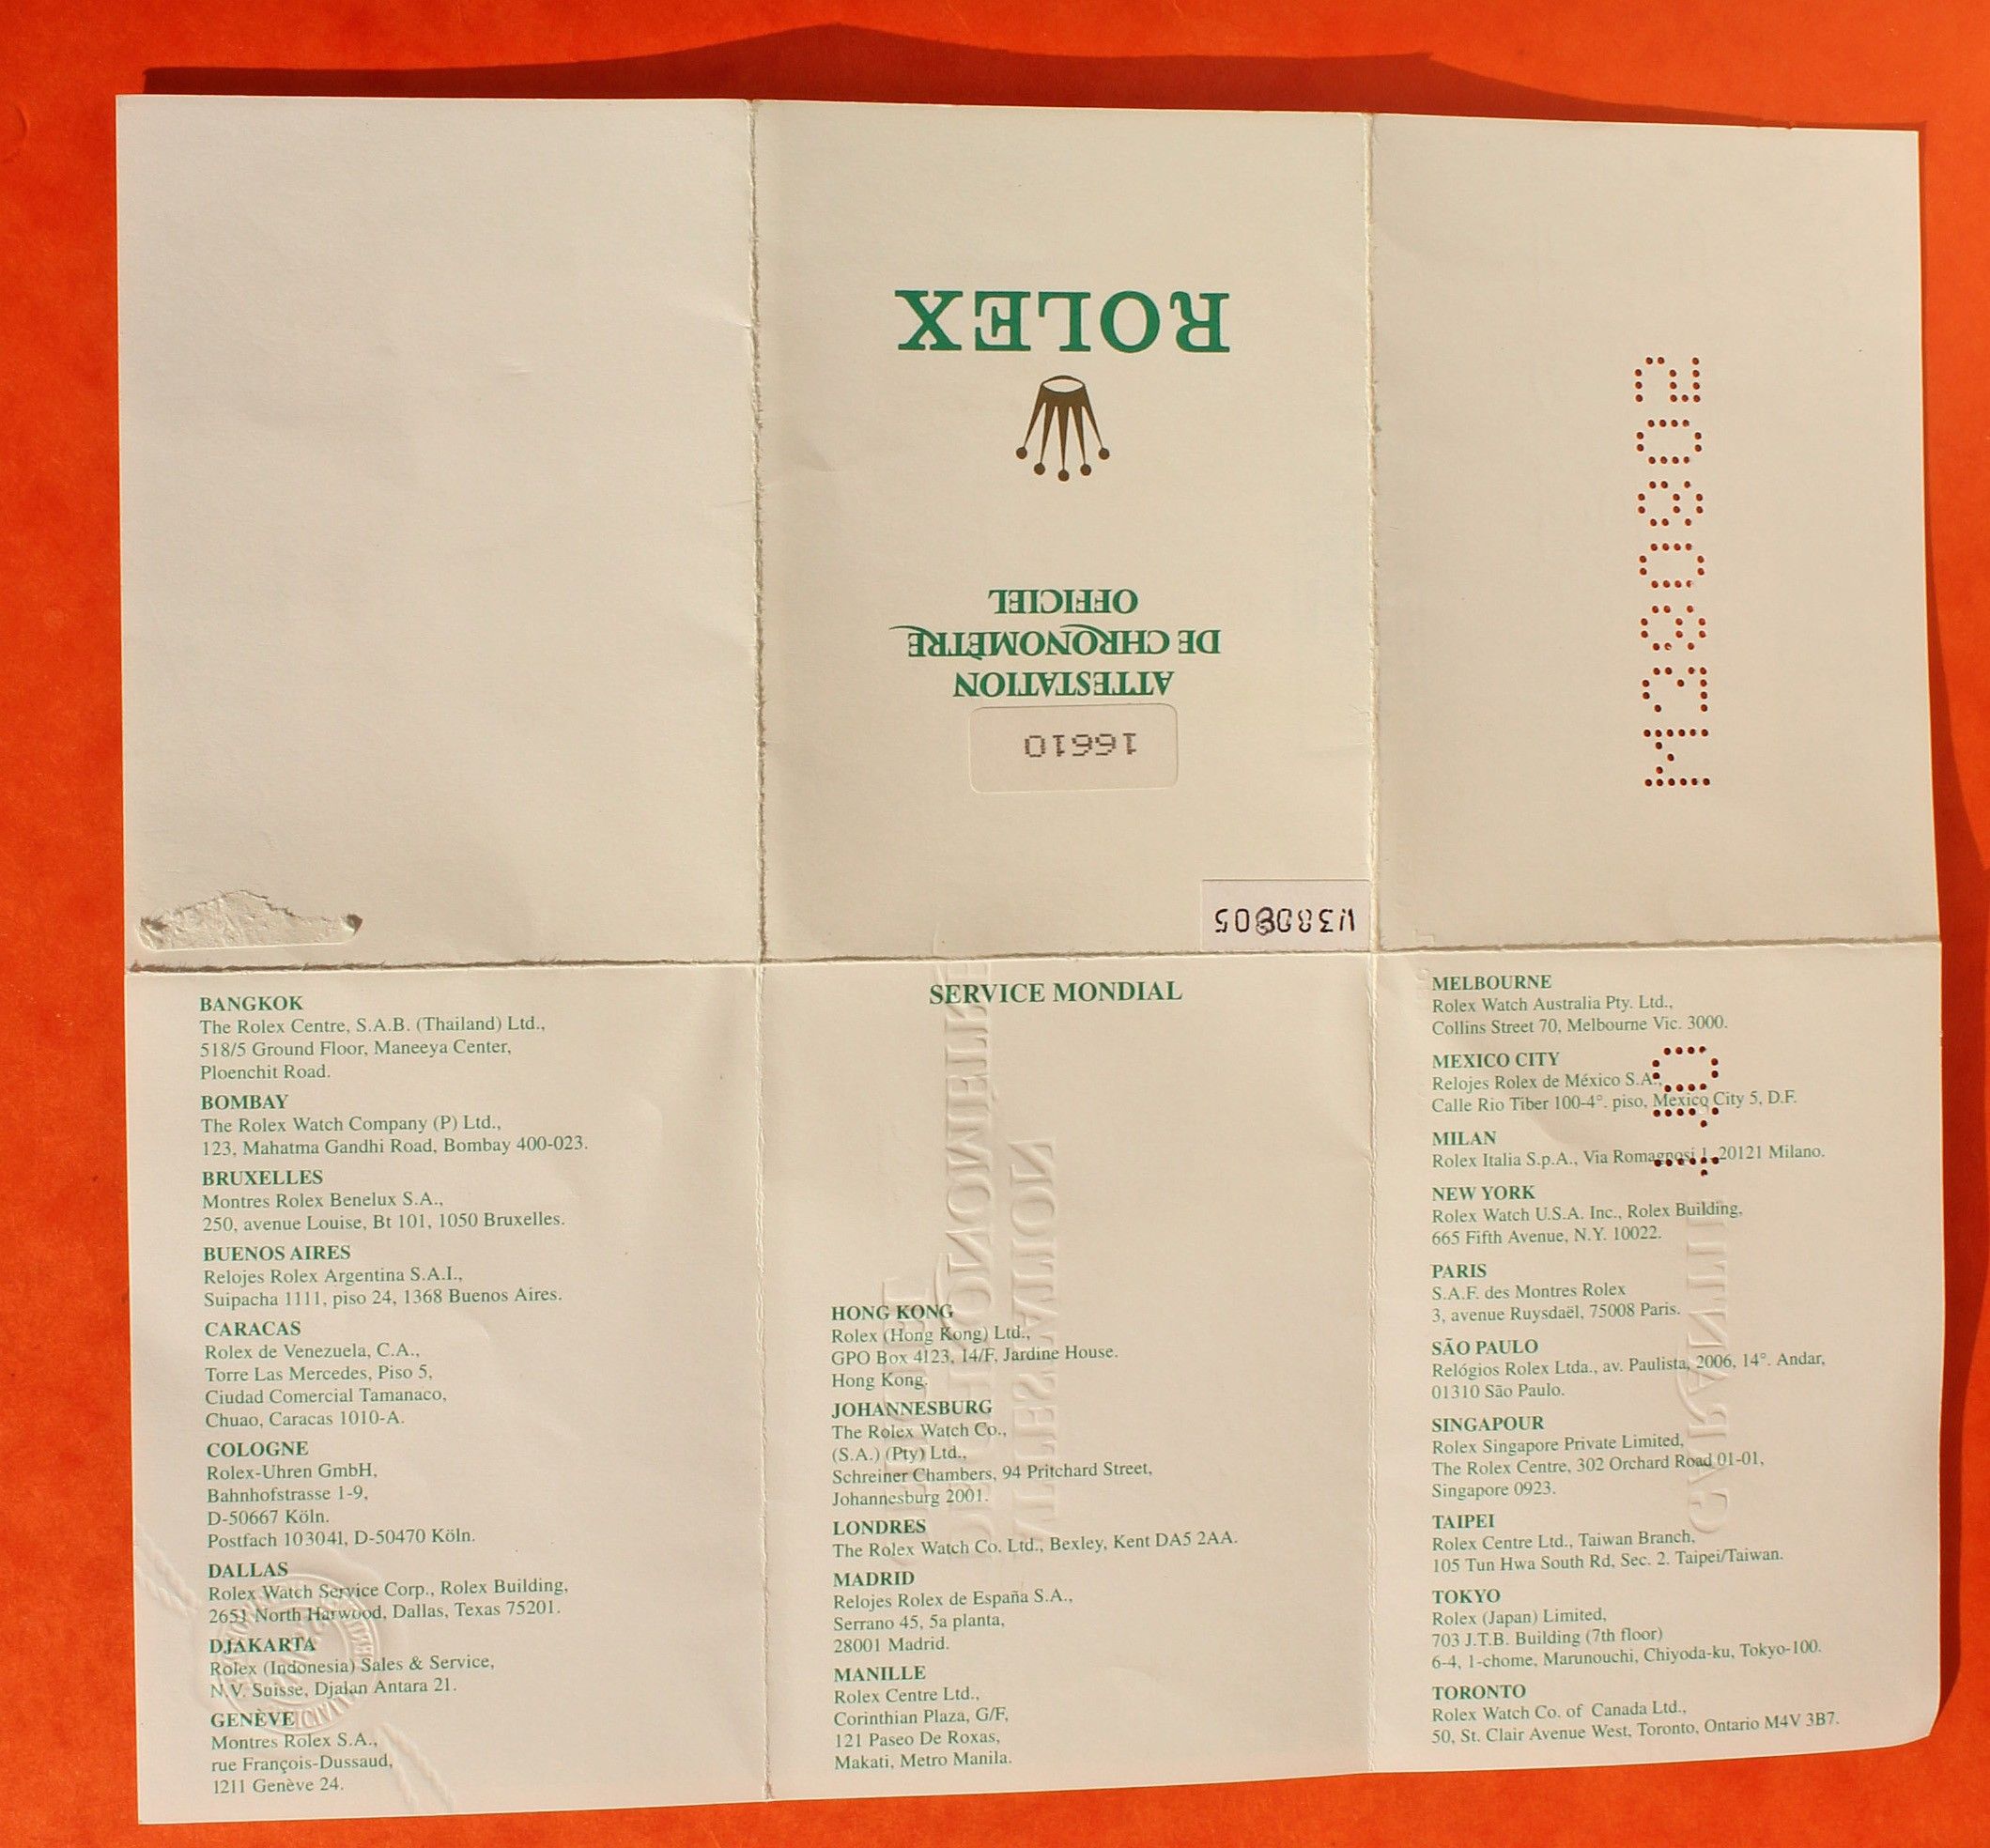 ROLEX
ATTESTATION
DE CHRONOMÈTRE
OFFICIEL
16610
SERVICE MONDIAL
BANGKOK
The Rolex Centre, S.A.B. (Thailand) Ltd.,
518/5 Ground Floor, Maneeya Center,
Ploenchit Road.
BOMBAY
The Rolex Watch Company (P) Ltd.,
123, Mahatma Gandhi Road, Bombay 400-023.
BRUXELLES
Montres Rolex Benelux S.A.,
250, avenue Louise, Bt 101, 1050 Bruxelles.
BUENOS AIRES
Relojes Rolex Argentina S.A.I.,
Suipacha 1111, piso 24, 1368 Buenos Aires.
CARACAS
Rolex de Venezuela, C.A.,
Torre Las Mercedes, Piso 5,
Ciudad Comercial Tamanaco,
Chuao, Caracas 1010-A.
COLOGNE
Rolex-Uhren GmbH,
Bahnhofstrasse 1-9,
D-50667 Köln.
Postfach 103041, D-50470 Köln.
DALLAS
Rolex Watch Service Corp., Rolex Building,
2651 North Harwood, Dallas, Texas 75201.
DJAKARTA
Rolex (Indonesia) Sales & Service,
N.V. Suisse, Djalan Antara 21.
GENÈVE
Montres Rolex S.A.,
rue François-Dussaud,
1211 Genève 24.
HONG KONG
Rolex (Hong Kong) Ltd.,
GPO Box 4123, 14/F, Jardine House.
Hong Kong.
JOHANNESBURG
The Rolex Watch Co.,
(S.A.) (Pty) Ltd.,
Schreiner Chambers, 94 Pritchard Street,
Johannesburg 2001.
LONDRES
The Rolex Watch Co. Ltd., Bexley, Kent DA5 2AA.
MADRID
Relojes Rolex de España S.A.,
Serrano 45, 5a planta,
28001 Madrid.
MANILLE
Rolex Centre Ltd.,
Corinthian Plaza, G/F,
121 Paseo De Roxas,
Makati, Metro Manila.
MELBOURNE
Rolex Watch Australia Pty. Ltd.,
Collins Street 70, Melbourne Vic. 3000.
MEXICO CITY
Relojes Rolex de México S.A.,
Calle Rio Tiber 100-4°. piso, Mexico City 5, D.F.
MILAN
Rolex Italia S.p.A., Via Romagnosi 1, 20121 Milano.
NEW YORK
Rolex Watch U.S.A. Inc., Rolex Building,
665 Fifth Avenue, N.Y. 10022.
PARIS
S.A.F. des Montres Rolex
3, avenue Ruysdaël, 75008 Paris.
SÃO PAULO
Relógios Rolex Ltda., av. Paulista, 2006, 14°. Andar,
01310 São Paulo.
SINGAPOUR
Rolex Singapore Private Limited,
The Rolex Centre, 302 Orchard Road 01-01,
Singapore 0923.
TAIPEI
Rolex Centre Ltd., Taiwan Branch,
105 Tun Hwa South Rd, Sec. 2. Taipei/Taiwan.
TOKYO
Rolex (Japan) Limited,
703 J.T.B. Building (7th floor)
6-4, 1-chome, Marunouchi, Chiyoda-ku, Tokyo-100.
TORONTO
Rolex Watch Co. of Canada Ltd.,
50, St. Clair Avenue West, Toronto, Ontario M4V 3B7.